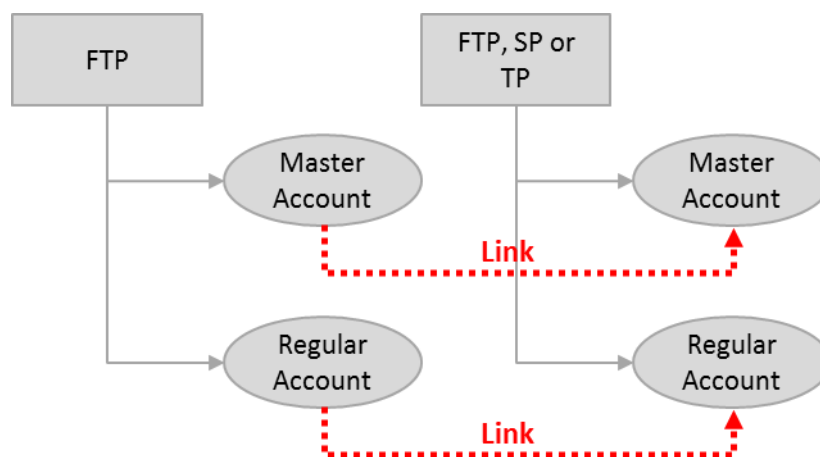 FTP
FTP, SP or
TP
Master
Account
Master
Account
Link
Regular
Account
Regular
Account
Link